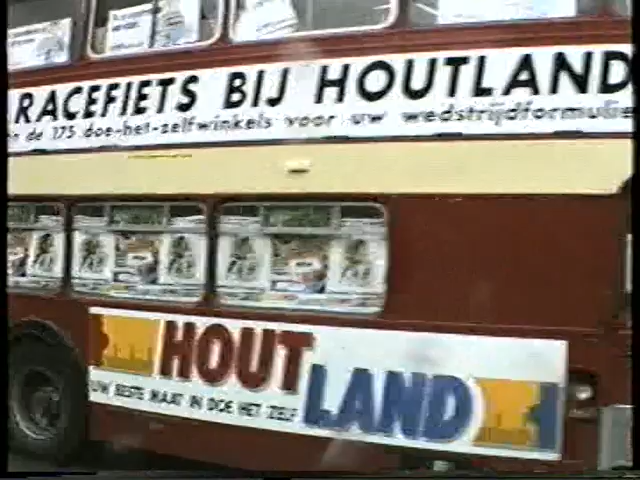 RACEFIETS BIJ HOUTLAND
de 175 doe-het-zelfwinkels voor uw wedstrijdformulie
HOUT
LAND
UW BESTE MAAT IN DOE HET ZELF